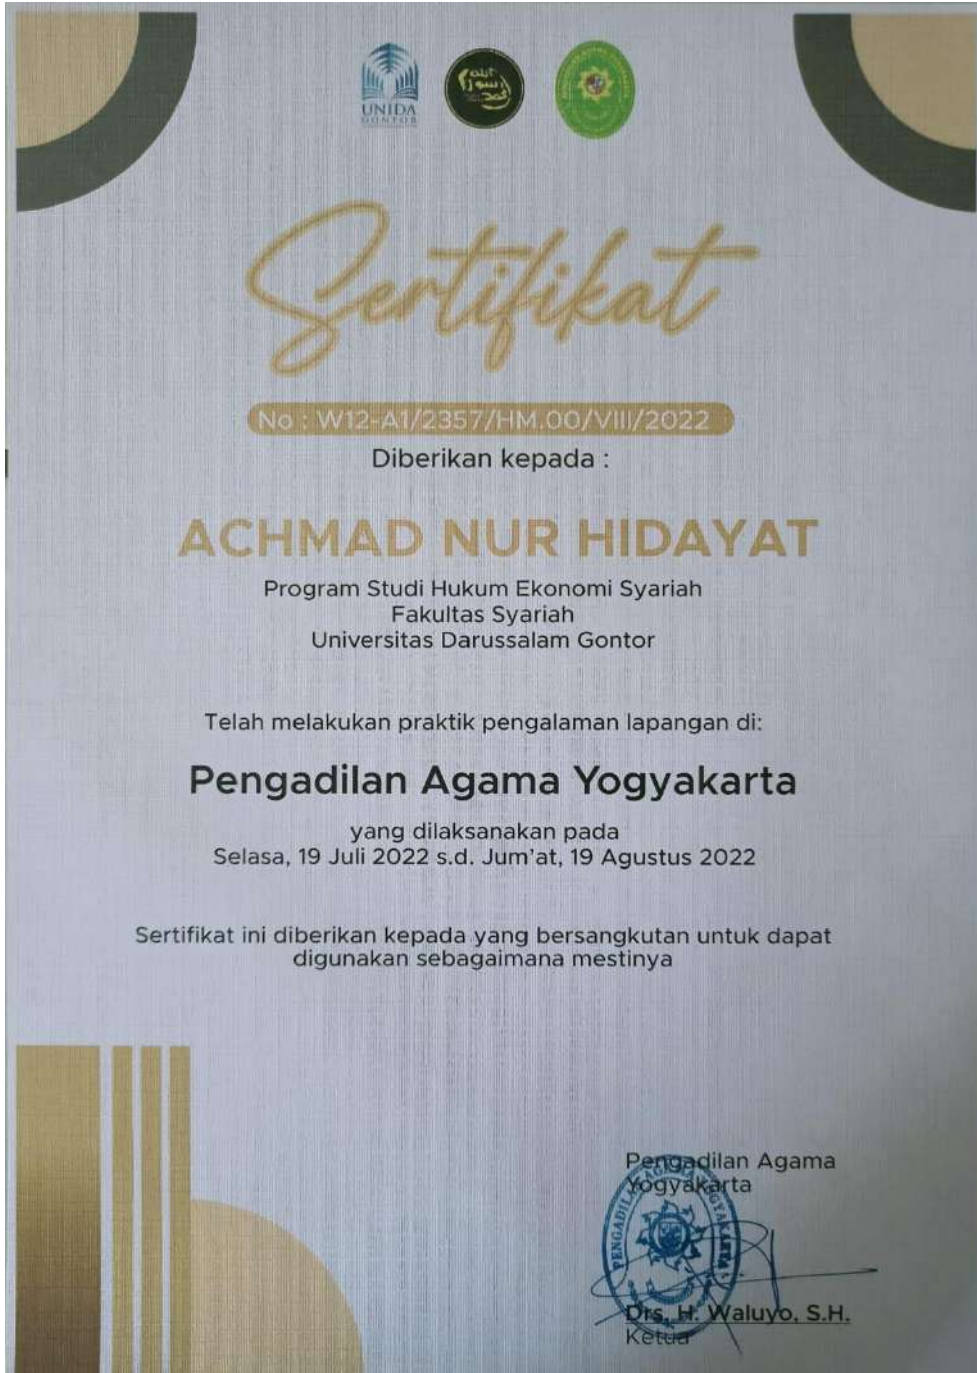 UNIDA
GONTOR
Sertifikat
No : W12-A1/2357/HM.00/VIII/2022
Diberikan kepada :
ACHMAD NUR HIDAYAT
Program Studi Hukum Ekonomi Syariah
Fakultas Syariah
Universitas Darussalam Gontor
Telah melakukan praktik pengalaman lapangan di:
Pengadilan Agama Yogyakarta
yang dilaksanakan pada
Selasa, 19 Juli 2022 s.d. Jum'at, 19 Agustus 2022
Sertifikat ini diberikan kepada yang bersangkutan untuk dapat
digunakan sebagaimana mestinya
Pengadilan Agama
Yogyakarta
PENGADILAN AGAMA YOGYAKARTA
Drs. H. Waluyo, S.H.
Ketua